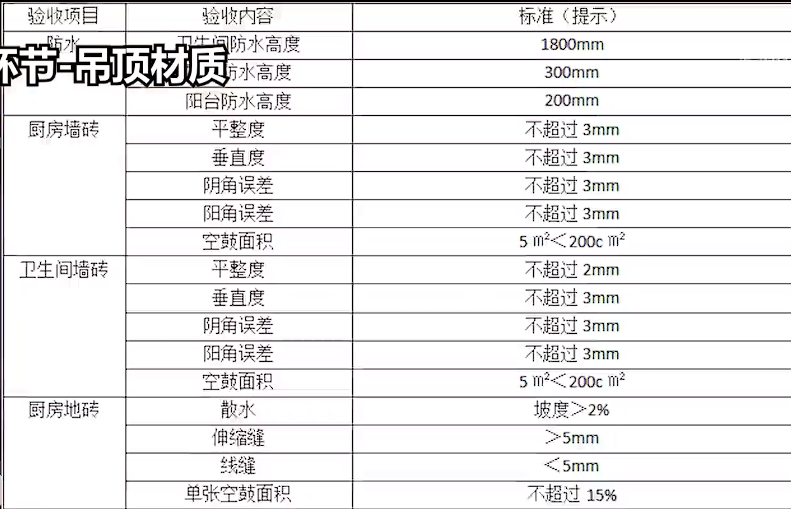 验收项目 验收内容 标准（提示）
防水 卫生间防水高度 1800mm
环节-吊顶材质
防水高度 300mm
阳台防水高度 200mm
厨房墙砖 平整度 不超过 3mm
垂直度 不超过 3mm
阴角误差 不超过 3mm
阳角误差 不超过 3mm
空鼓面积 5 ㎡＜200c ㎡
卫生间墙砖 平整度 不超过 2mm
垂直度 不超过 3mm
阴角误差 不超过 3mm
阳角误差 不超过 3mm
空鼓面积 5 ㎡＜200c ㎡
厨房地砖 散水 坡度＞2%
伸缩缝 ＞5mm
线缝 ＜5mm
单张空鼓面积 不超过 15%